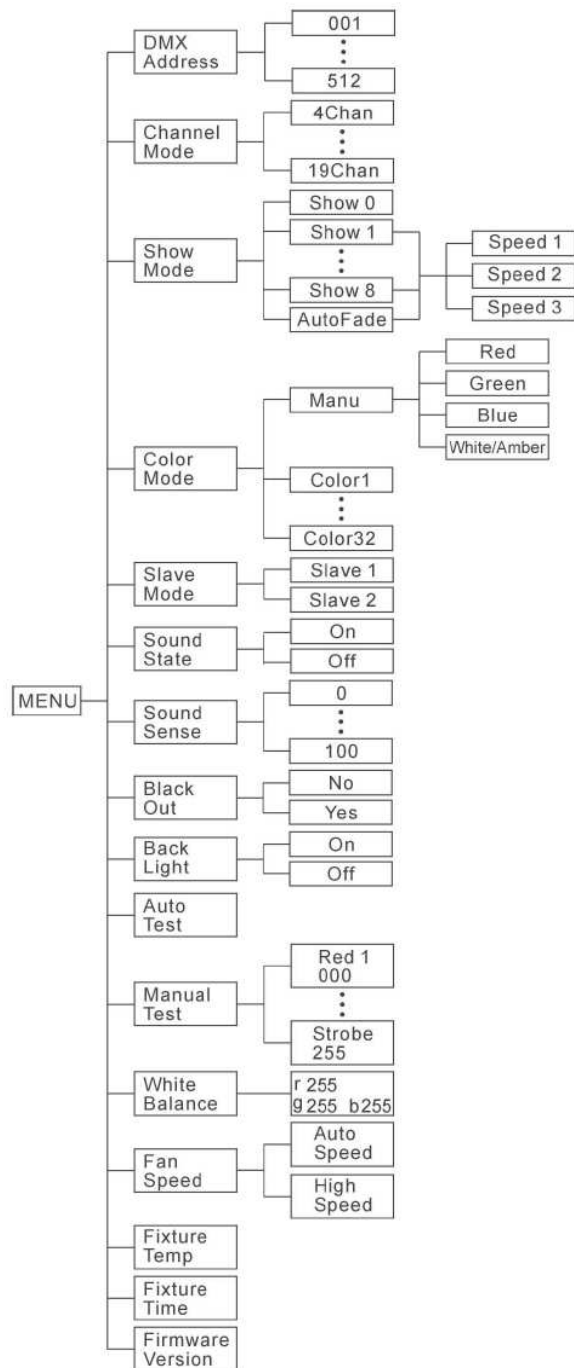 DMX
Address
001
512
Channel
Mode
4Chan
19Chan
Show
Mode
Show 0
Show 1
Show 8
AutoFade
Speed 1
Speed 2
Speed 3
Color
Mode
Manu
Red
Green
Blue
White/Amber
Color1
Color32
Slave
Mode
Slave 1
Slave 2
Sound
State
On
Off
MENU
Sound
Sense
0
100
Black
Out
No
Yes
Back
Light
On
Off
Auto
Test
Manual
Test
Red 1
000
Strobe
255
White
Balance
r 255
g 255 b255
Fan
Speed
Auto
Speed
High
Speed
Fixture
Temp
Fixture
Time
Firmware
Version